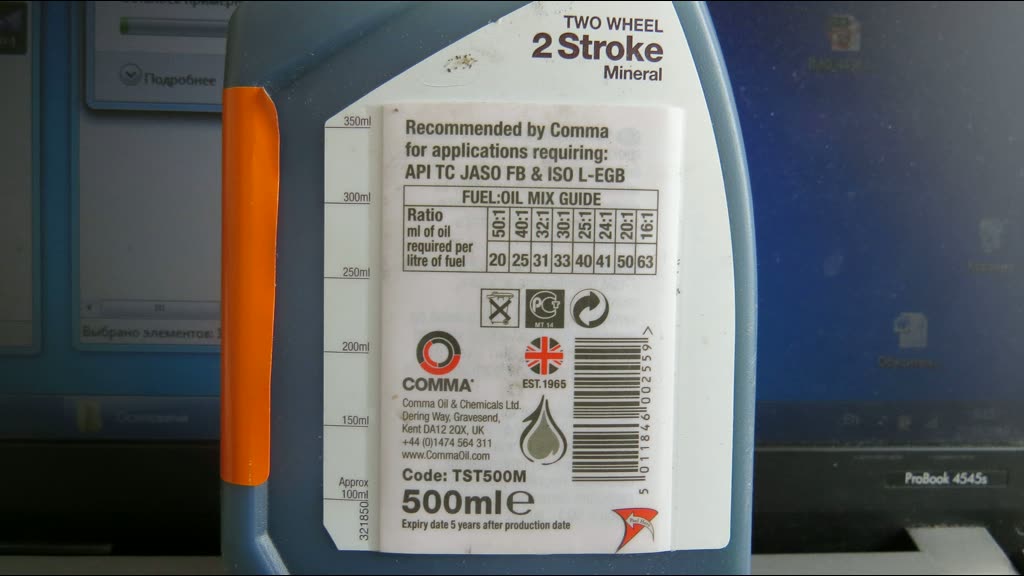 Подробнее
Выбрано элементов: 1
TWO WHEEL
2 Stroke
Mineral
350ml
300ml
250ml
200ml
150ml
Approx
100ml
321850
Recommended by Comma
for applications requiring:
API TC JASO FB & ISO L-EGB
FUEL:OIL MIX GUIDE
Ratio 50:1 40:1 32:1 30:1 25:1 24:1 20:1 16:1
ml of oil
required per
litre of fuel 20 25 31 33 40 41 50 63
МТ 14
COMMA
EST.1965
Comma Oil & Chemicals Ltd.
Dering Way, Gravesend,
Kent DA12 2QX, UK
+44 (0)1474 564 311
www.CommaOil.com
5 011846 002559 >
Code: TST500M
500ml e
Expiry date 5 years after production date
ProBook 4545s